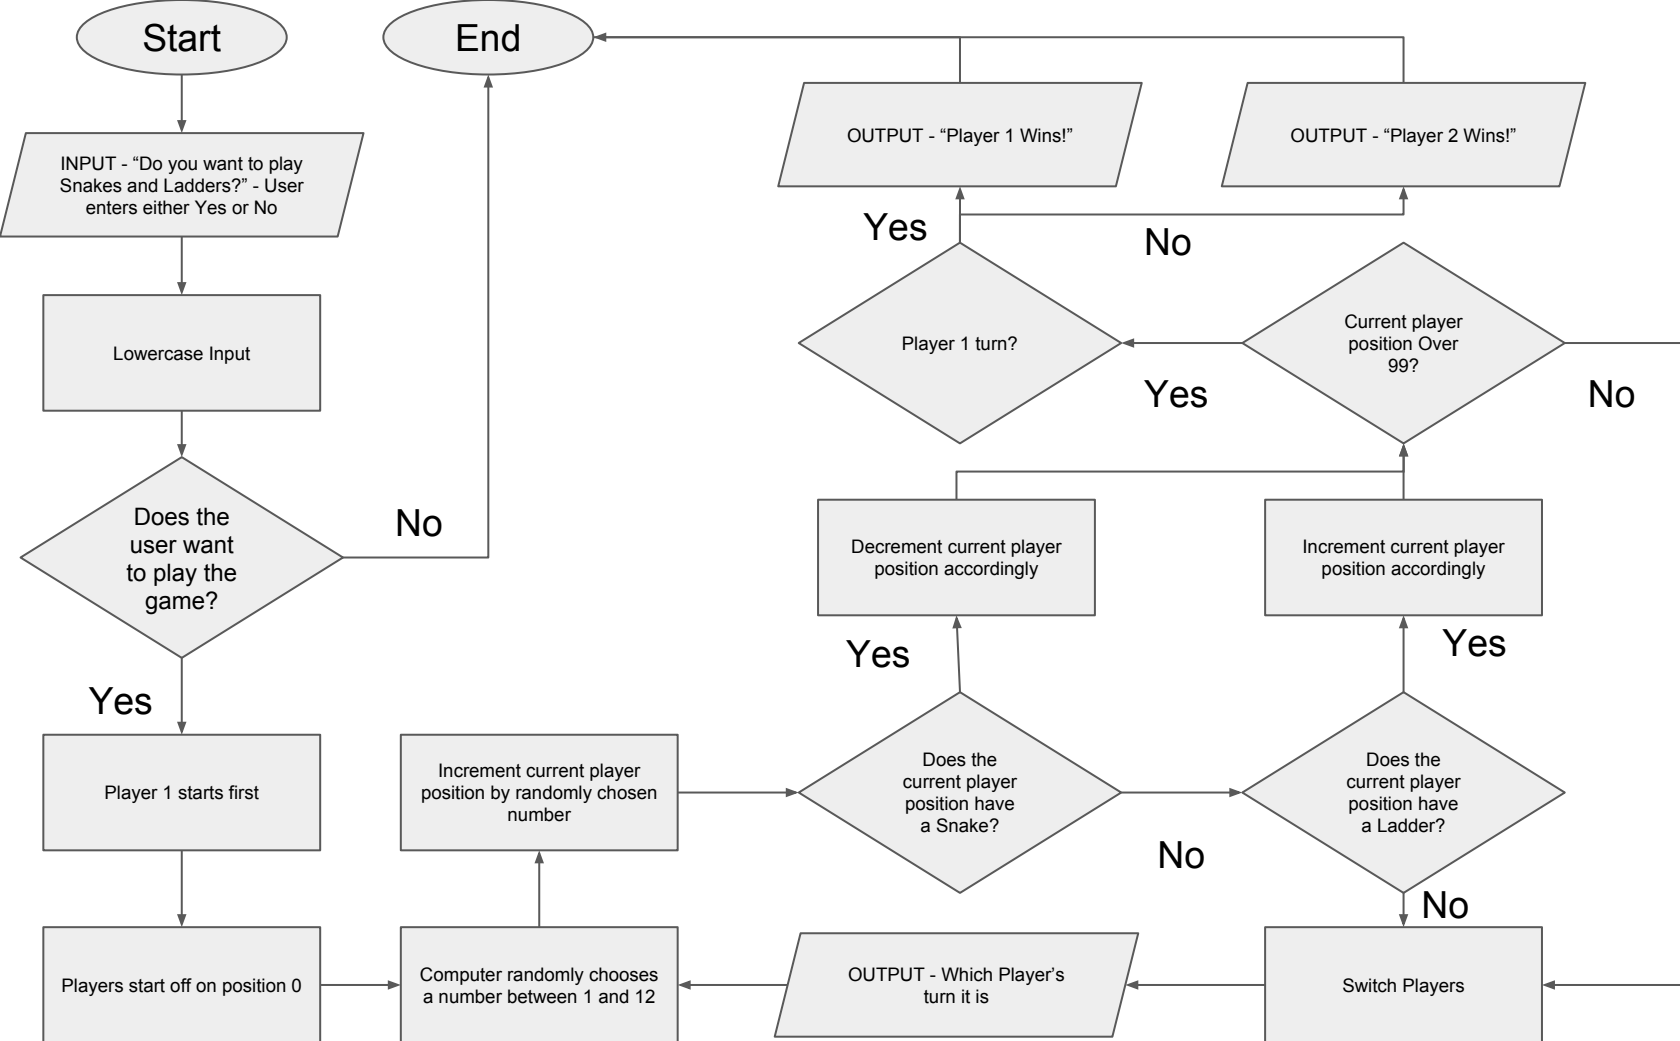 Start
End
INPUT - “Do you want to play
Snakes and Ladders?” - User
enters either Yes or No
OUTPUT - “Player 1 Wins!”
OUTPUT - “Player 2 Wins!”
Yes
No
Lowercase Input
Player 1 turn?
Current player
position Over
99?
Yes
No
Does the
user want
to play the
game?
No
Decrement current player
position accordingly
Increment current player
position accordingly
Yes
Yes
Yes
Player 1 starts first
Increment current player
position by randomly chosen
number
Does the
current player
position have
a Snake?
No
Does the
current player
position have
a Ladder?
No
Players start off on position 0
Computer randomly chooses
a number between 1 and 12
OUTPUT - Which Player’s
turn it is
Switch Players